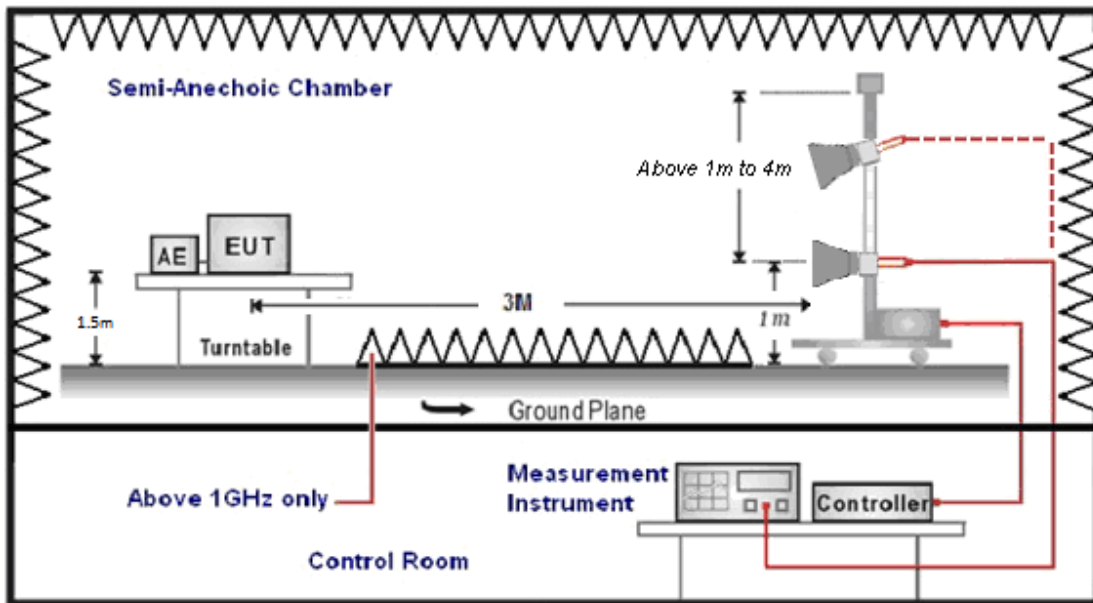 Semi-Anechoic Chamber
Above 1m to 4m
AE
EUT
3M
1m
1.5m
Turntable
Ground Plane
Above 1GHz only
Measurement
Instrument
Controller
Control Room